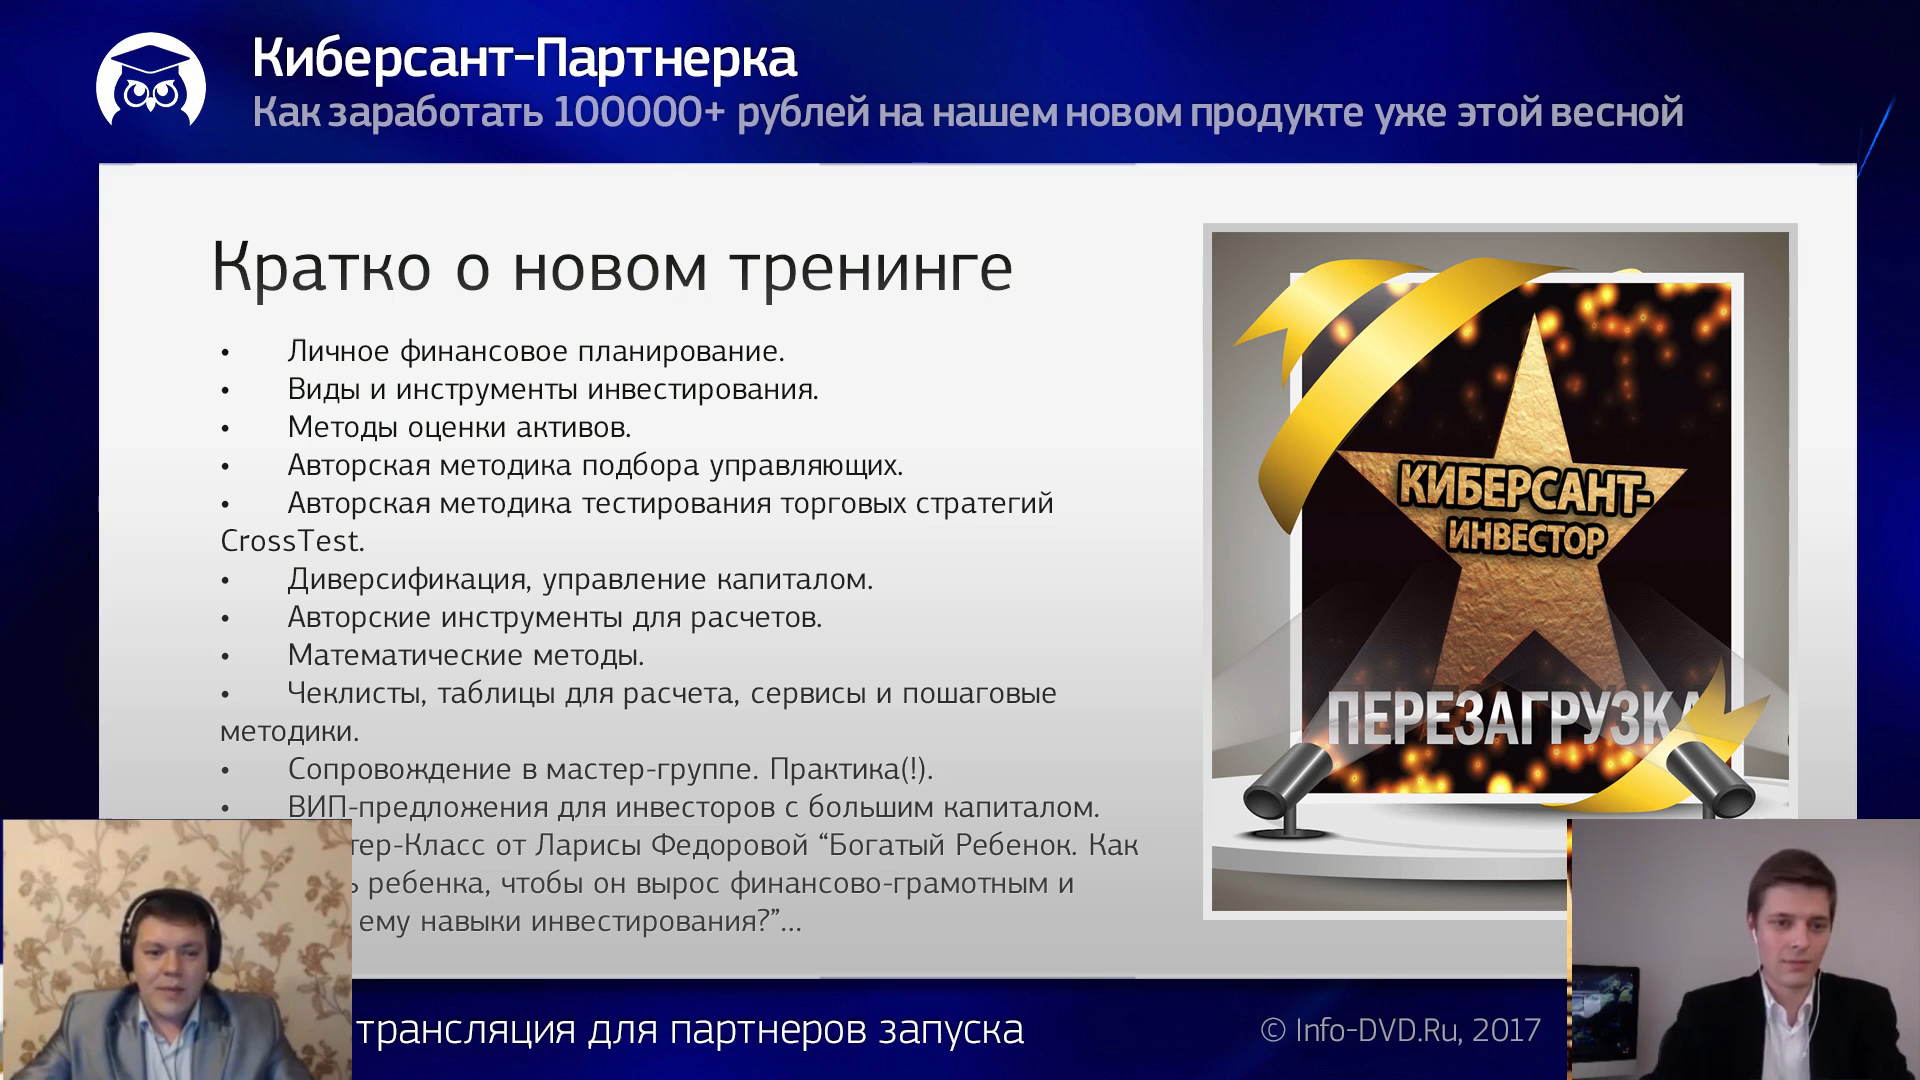 Киберсант-Партнерка
Как заработать 100000+ рублей на нашем новом продукте уже этой весной
Кратко о новом тренинге
• Личное финансовое планирование.
• Виды и инструменты инвестирования.
• Методы оценки активов.
• Авторская методика подбора управляющих.
• Авторская методика тестирования торговых стратегий
CrossTest.
• Диверсификация, управление капиталом.
• Авторские инструменты для расчетов.
• Математические методы.
• Чеклисты, таблицы для расчета, сервисы и пошаговые
методики.
• Сопровождение в мастер-группе. Практика(!).
• ВИП-предложения для инвесторов с большим капиталом.
тер-Класс от Ларисы Федоровой “Богатый Ребенок. Как
ребенка, чтобы он вырос финансово-грамотным и
ему навыки инвестирования?”...
КИБЕРСАНТ-
ИНВЕСТОР
ПЕРЕЗАГРУЗКА
трансляция для партнеров запуска
© Info-DVD.Ru, 2017